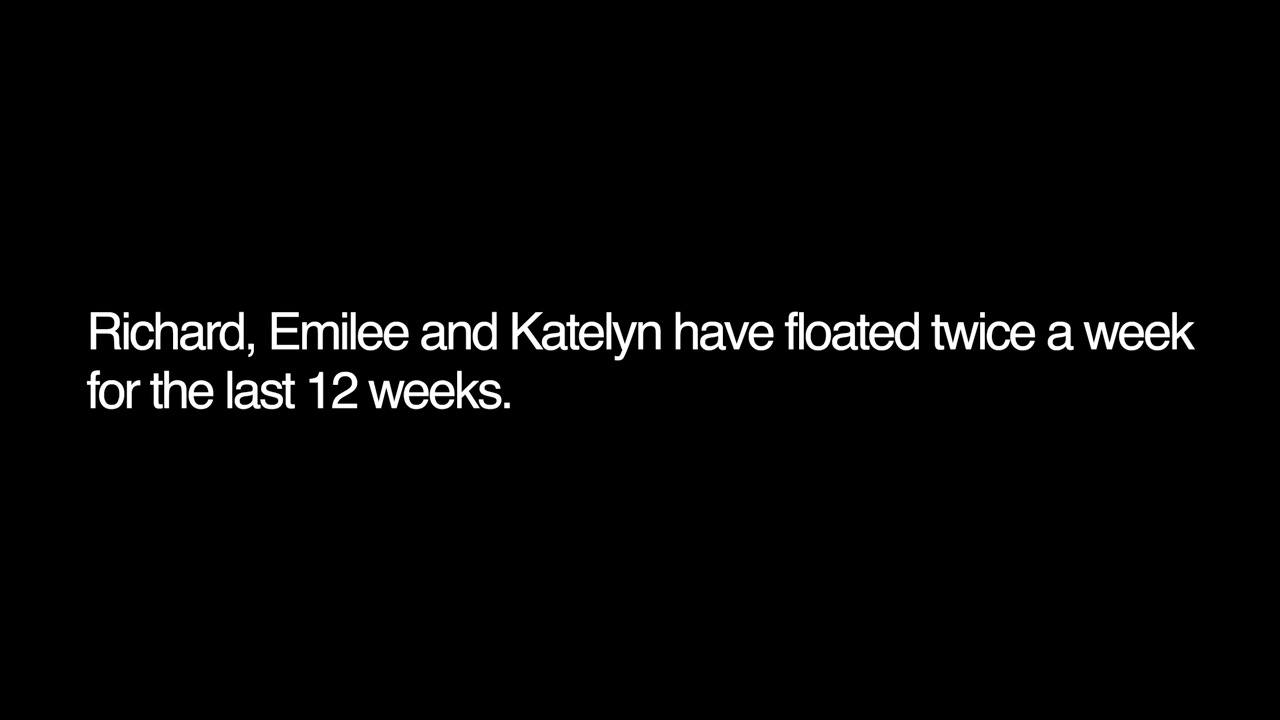 Richard, Emilee and Katelyn have floated twice a week
for the last 12 weeks.